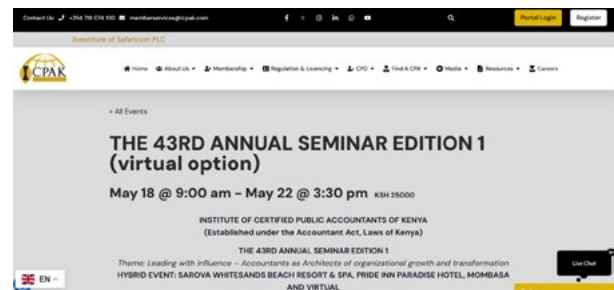 Contact Us: +254 719 074 100 memberservices@icpak.com
Portal Login
Register
Investiture of Safaricom PLC
ICPAK
Home About Us Membership Regulation & Licencing CPD Find A CPA Media Resources Careers
« All Events
THE 43RD ANNUAL SEMINAR EDITION 1
(virtual option)
May 18 @ 9:00 am – May 22 @ 3:30 pm KSH 25000
INSTITUTE OF CERTIFIED PUBLIC ACCOUNTANTS OF KENYA
(Established under the Accountant Act, Laws of Kenya)
THE 43RD ANNUAL SEMINAR EDITION 1
Theme: Leading with influence – Accountants as Architects of organizational growth and transformation
HYBRID EVENT: SAROVA WHITESANDS BEACH RESORT & SPA, PRIDE INN PARADISE HOTEL, MOMBASA
AND VIRTUAL
Live Chat
EN